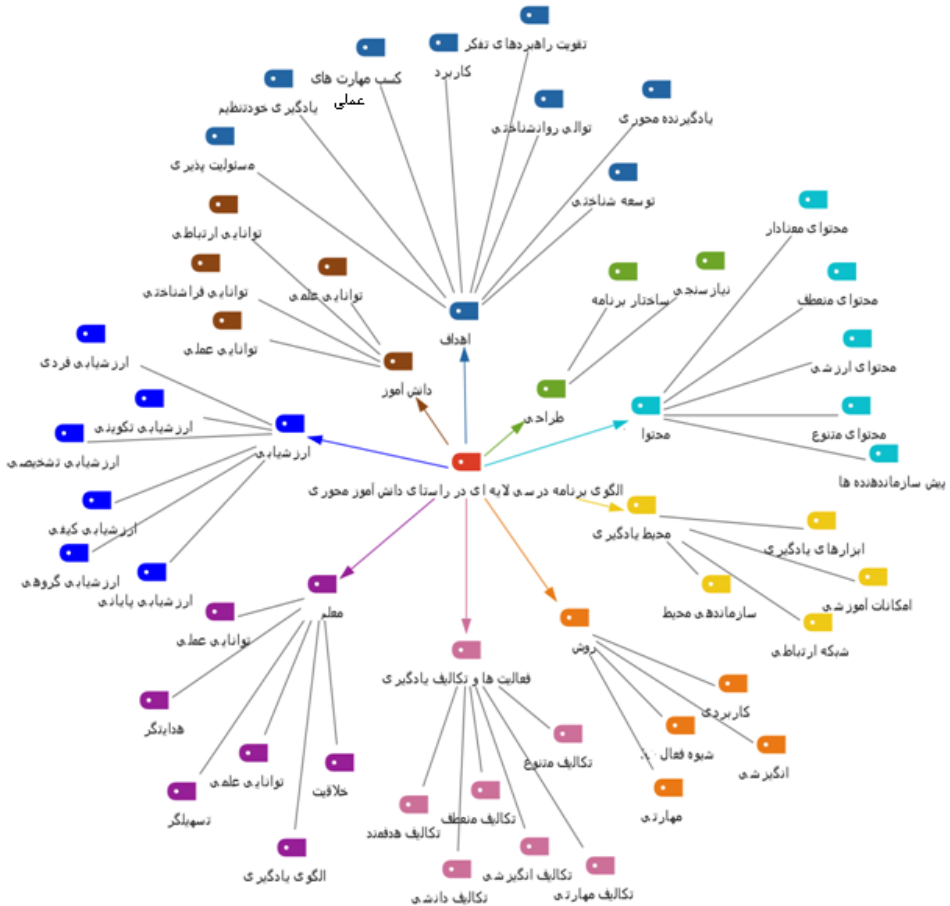 تقویت راهبردهای تفکر
کاربرد
کسب مهارت های
عملی
یادگیری خودتنظیم
توالی روانشناختی
یادگیرنده محوری
مسئولیت پذیری
توسعه شناختی
توانایی ارتباطی
توانایی علمی
توانایی فراشناختی
توانایی عملی
اهداف
دانش آموز
ساختار برنامه
نیازسنجی
طراحی
محتوای معنادار
محتوای منعطف
محتوای ارزشی
محتوای متنوع
پیش سازماندهنده ها
محتوا
ارزشیابی فردی
ارزشیابی تکوینی
ارزشیابی تشخیصی
ارزشیابی
ارزشیابی کیفی
ارزشیابی گروهی
ارزشیابی پایانی
الگوی برنامه درسی لایه ای در راستای دانش آموز محوری
محیط یادگیری
ابزارهای یادگیری
امکانات آموزشی
سازماندهی محیط
شبکه ارتباطی
معلم
توانایی عملی
هدایتگر
توانایی علمی
خلاقیت
تسهیلگر
الگوی یادگیری
فعالیت ها و تکالیف یادگیری
تکالیف متنوع
تکالیف منعطف
تکالیف هدفمند
تکالیف انگیزشی
تکالیف دانشی
تکالیف مهارتی
روش
کاربردی
شیوه فعال
انگیزشی
مهارتی